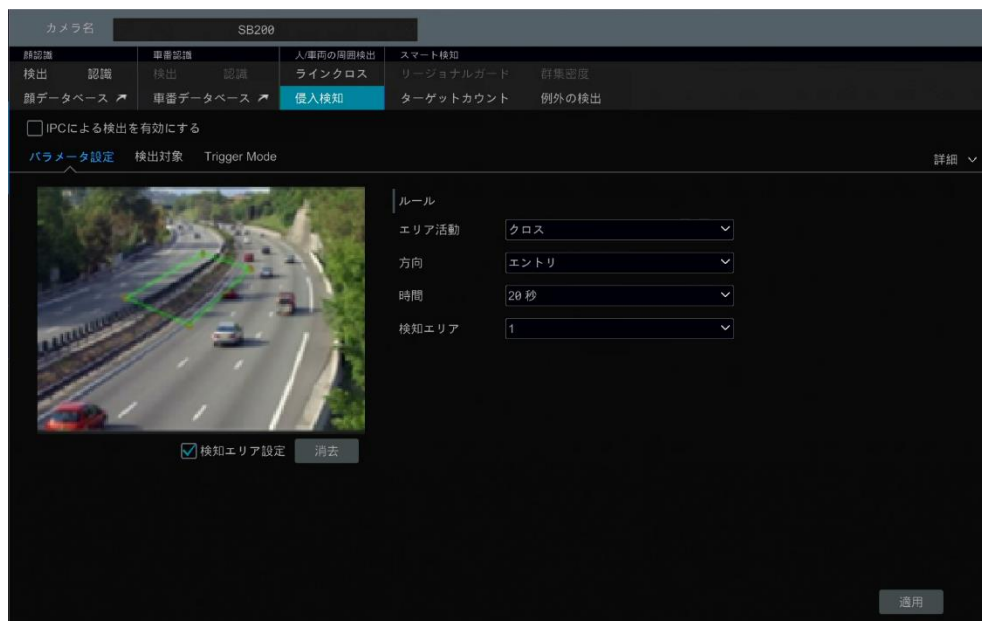 カメラ名 SB200
顔認識 車番認識 人/車両の周囲検出 スマート検知
検出 認識 検出 認識 ラインクロス リージョナルガード 群集密度
顔データベース 車番データベース 侵入検知 ターゲットカウント 例外の検出
IPCによる検出を有効にする
パラメータ設定 検出対象 Trigger Mode 詳細
ルール
エリア活動 クロス
方向 エントリ
時間 20 秒
検知エリア 1
検知エリア設定 消去
適用